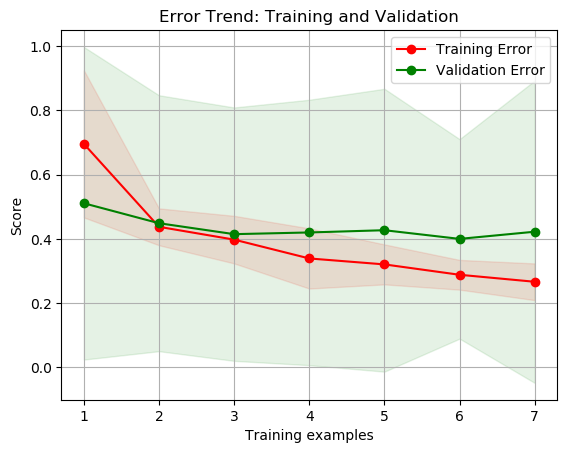 Error Trend: Training and Validation
Training Error
Validation Error
1.0
0.8
0.6
0.4
0.2
0.0
Score
1 2 3 4 5 6 7
Training examples